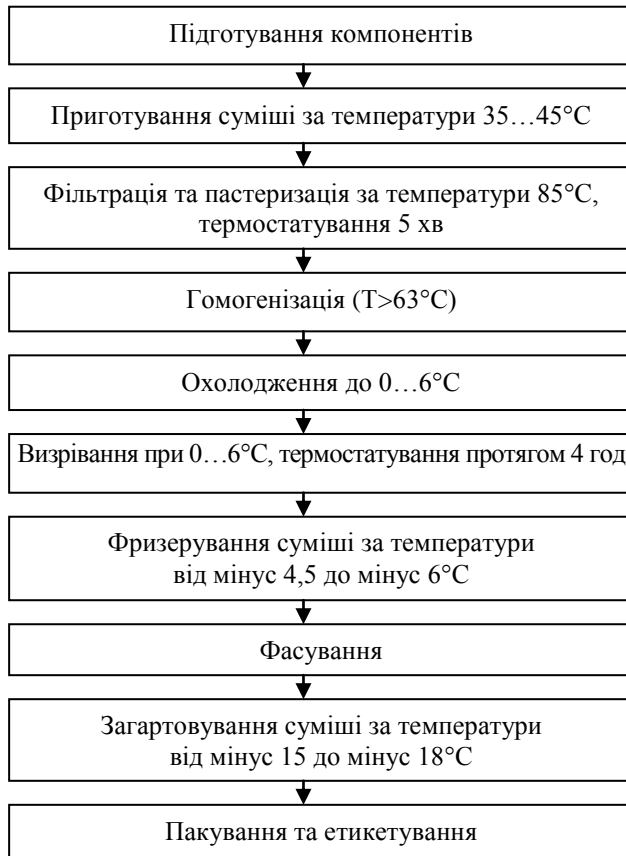 Підготування компонентів
Приготування суміші за температури 35…45°С
Фільтрація та пастеризація за температури 85°С,
термостатування 5 хв
Гомогенізація (Т>63°С)
Охолодження до 0…6°С
Визрівання при 0…6°С, термостатування протягом 4 год
Фризерування суміші за температури
від мінус 4,5 до мінус 6°С
Фасування
Загартовування суміші за температури
від мінус 15 до мінус 18°С
Пакування та етикетування